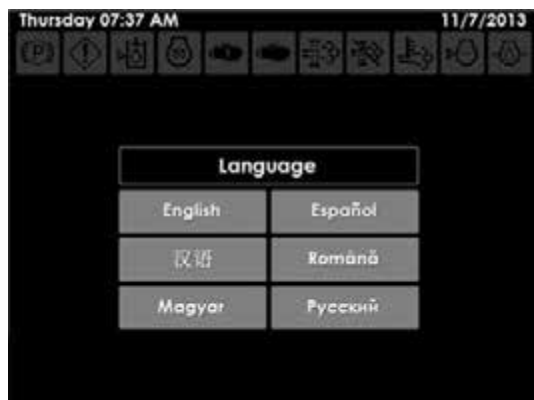 Thursday 07:37 AM 11/7/2013
(P)
Language
English Español
汉语 Română
Magyar Русский